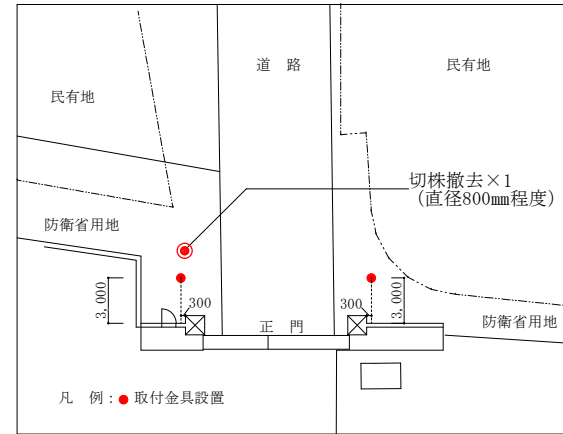 道　路
民有地
民有地
切株撤去×1
（直径800mm程度）
防衛省用地
3,000
300
300
3,000
正　門
防衛省用地
凡　例：●取付金具設置